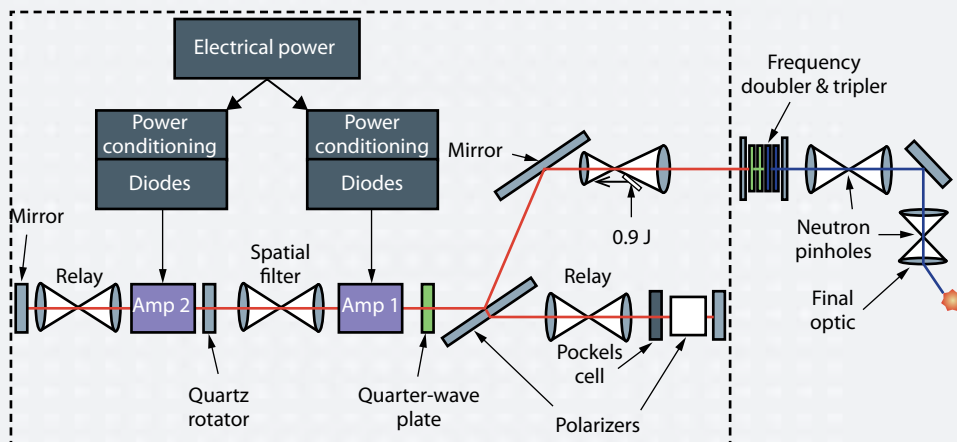 Electrical power
Power
conditioning
Diodes
Power
conditioning
Diodes
Mirror
Relay
Amp 2
Quartz
rotator
Spatial
filter
Amp 1
Quarter-wave
plate
Mirror
0.9 J
Relay
Pockels
cell
Polarizers
Frequency
doubler & tripler
Neutron
pinholes
Final
optic